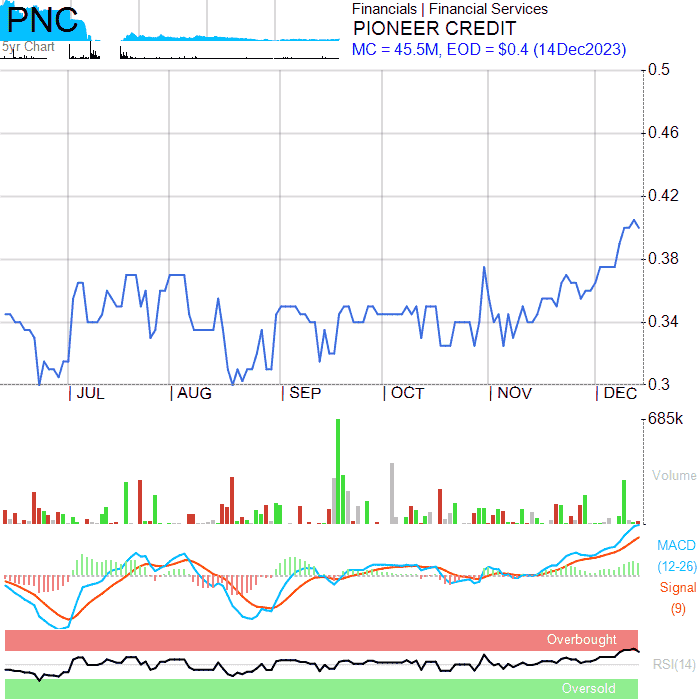 PNC
5yr Chart
Financials | Financial Services
PIONEER CREDIT
MC = 45.5M, EOD = $0.4 (14Dec2023)
0.5
0.46
0.42
0.38
0.34
0.3
JUL AUG SEP OCT NOV DEC
685k
Volume
MACD
(12-26)
Signal
(9)
Overbought
RSI(14)
Oversold